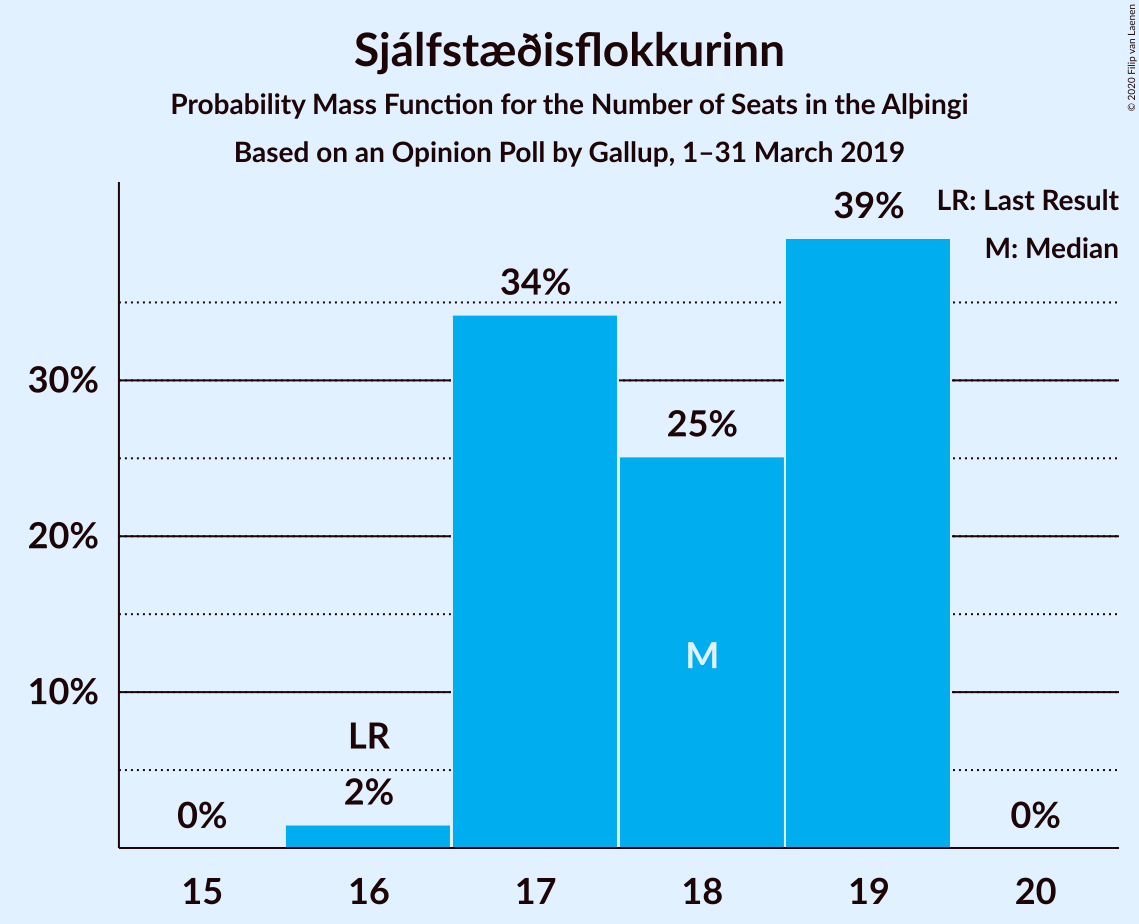 Sjálfstæðisflokkurinn
Probability Mass Function for the Number of Seats in the Alþingi
Based on an Opinion Poll by Gallup, 1–31 March 2019
© 2020 Filip van Laenen
LR: Last Result
M: Median
39%
34%
30%
25%
20%
M
10%
LR
2%
0%
0%
15 16 17 18 19 20